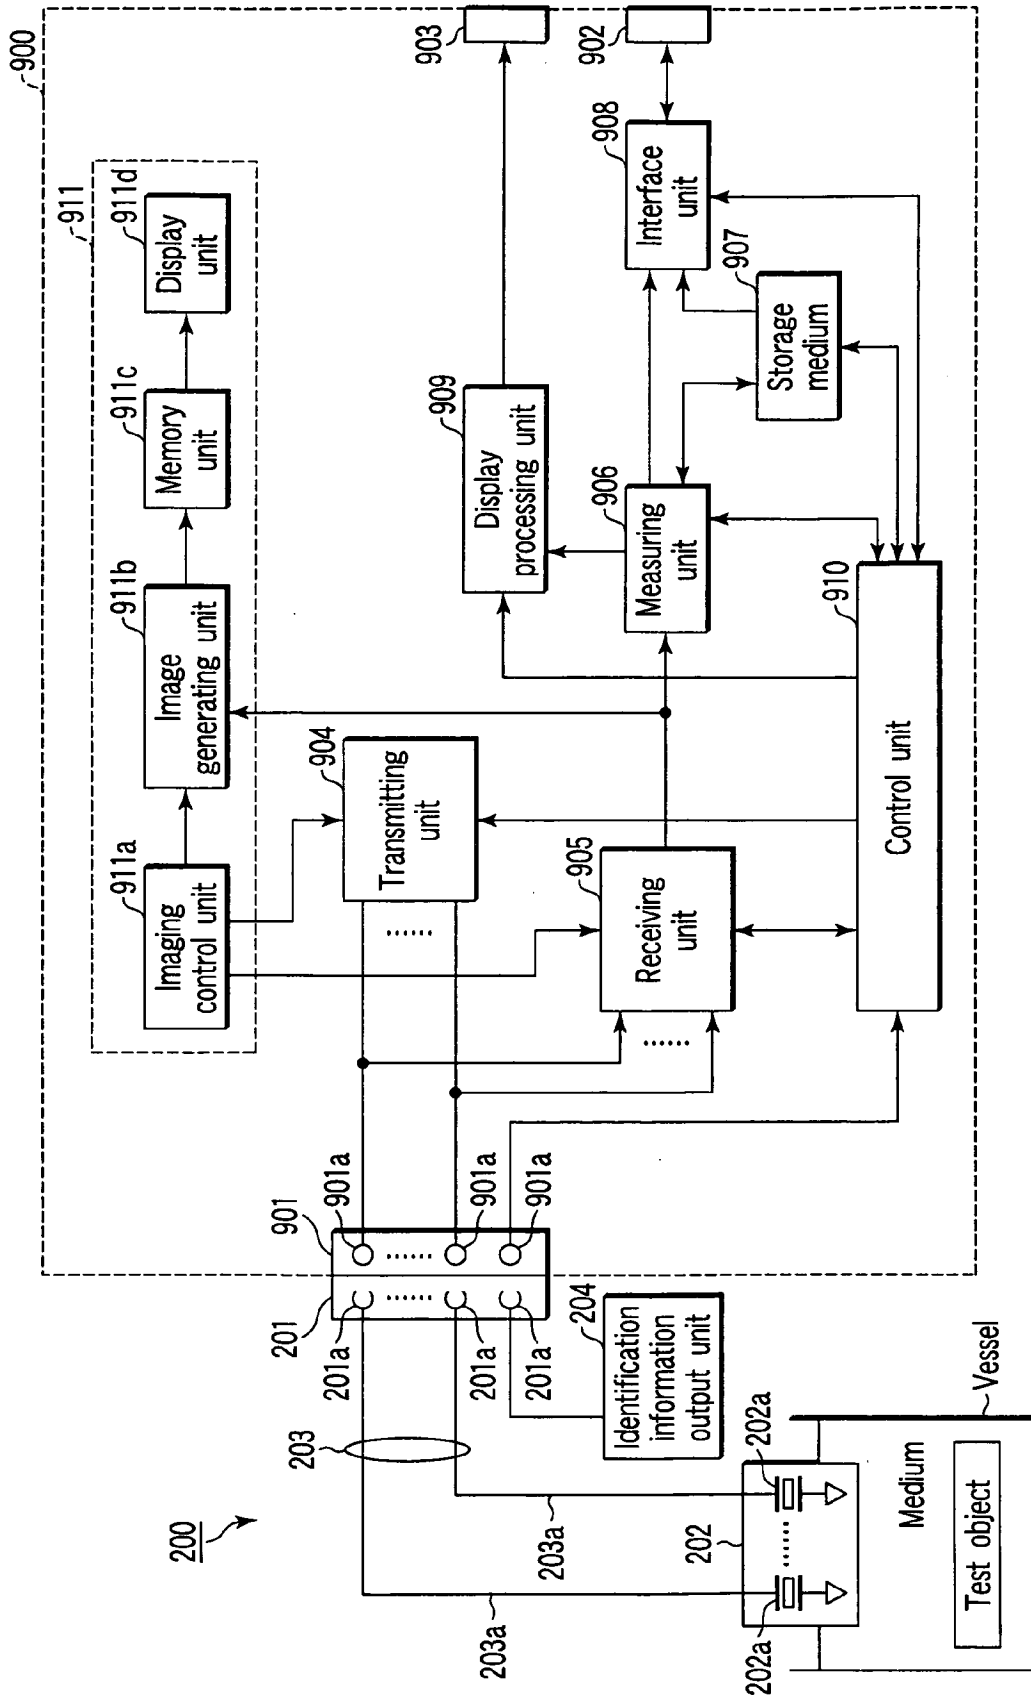 900
911
911a
Imaging
control unit
911b
Image
generating unit
911c
Memory
unit
911d
Display
unit
904
Transmitting
unit
905
Receiving
unit
909
Display
processing unit
906
Measuring
unit
907
Storage
medium
908
Interface
unit
903
902
910
Control unit
901
901a
......
901a
901a
201
201a
......
201a
201a
......
......
204
Identification
information
output unit
200
203
203a
203a
202
202a
......
202a
Medium
Vessel
Test object